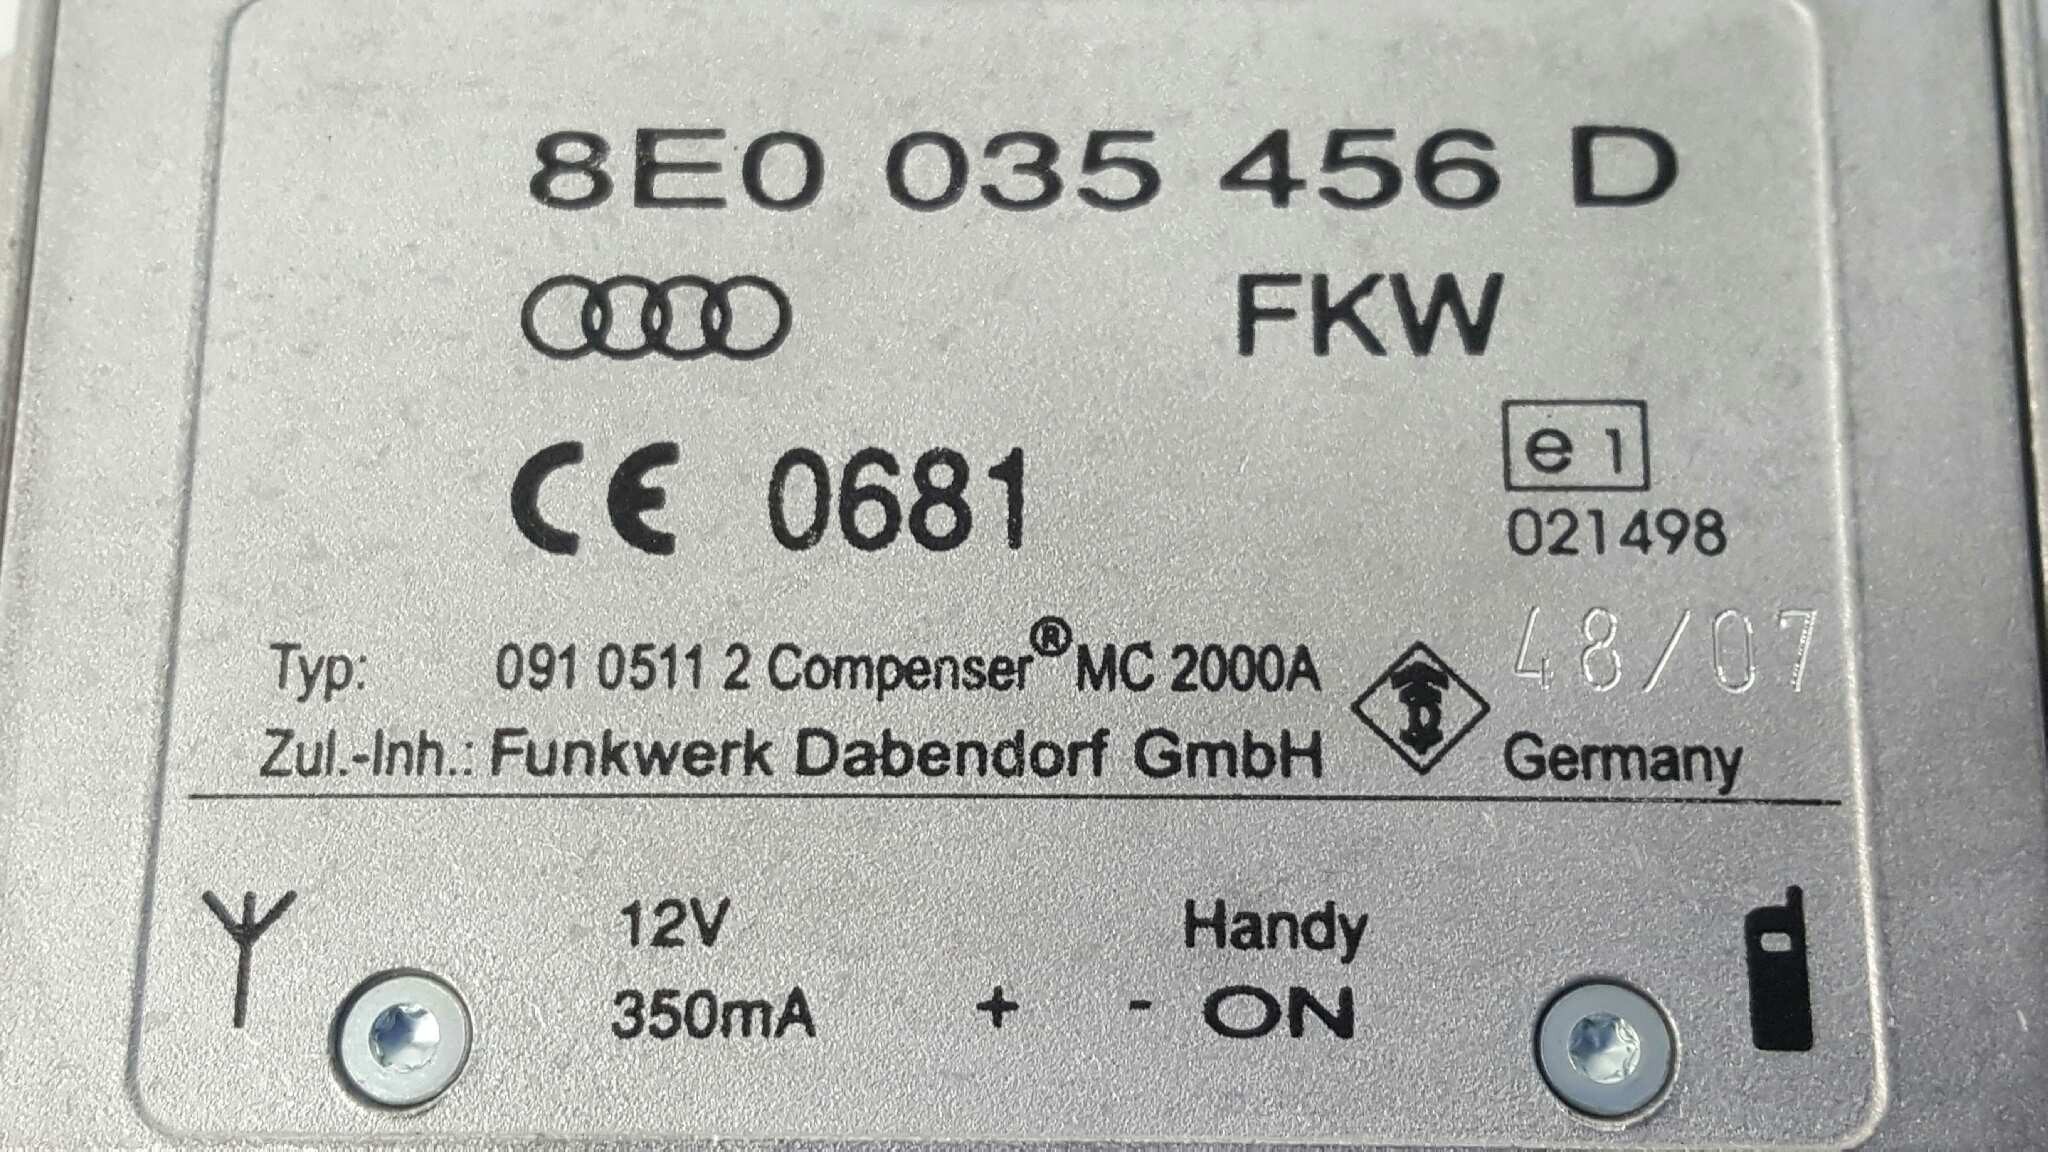 8E0 035 456 D
FKW
CE 0681
e1
021498
48/07
Typ: 091 0511 2 Compenser® MC 2000A
Zul.-Inh.: Funkwerk Dabendorf GmbH
Germany
12V
Handy
350mA + - ON